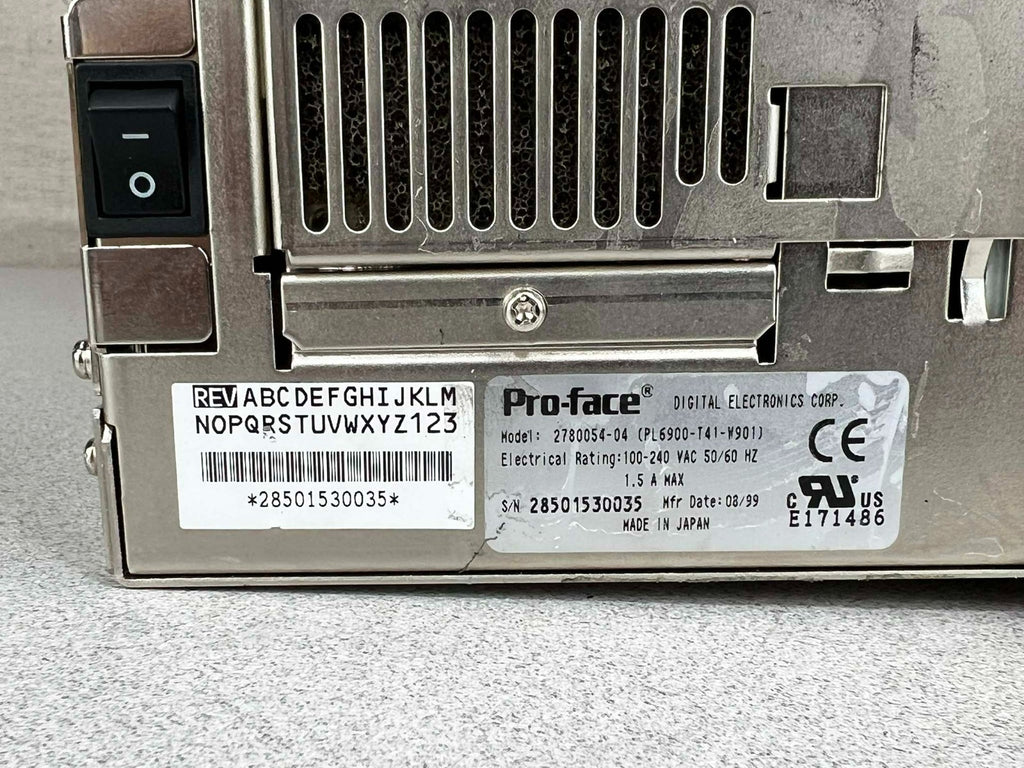 REV ABCDEFGHIJKLM
NOPQRSTUVWXYZ123
*28501530035*
Pro-face® DIGITAL ELECTRONICS CORP.
Model: 2780054-04 (PL6900-T41-W901)
Electrical Rating:100-240 VAC 50/60 HZ
1.5 A MAX
S/N 28501530035 Mfr Date: 08/99
MADE IN JAPAN
CE
C RU® US
E171486